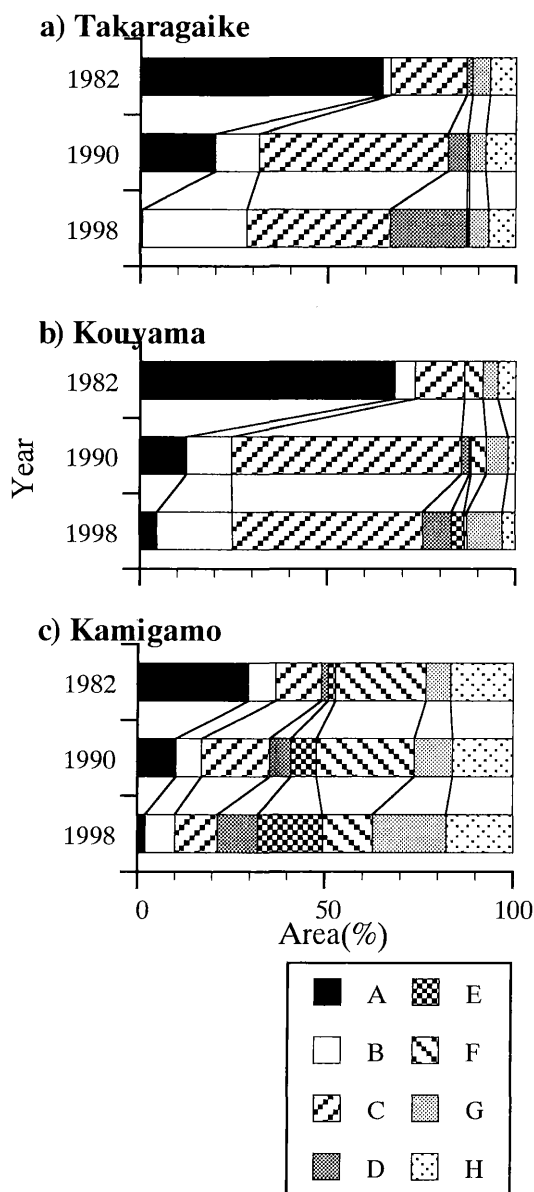 a) Takaragaike
1982
1990
1998
b) Kouyama
1982
1990
1998
Year
c) Kamigamo
1982
1990
1998
0 50 100
Area(%)
A E
B F
C G
D H